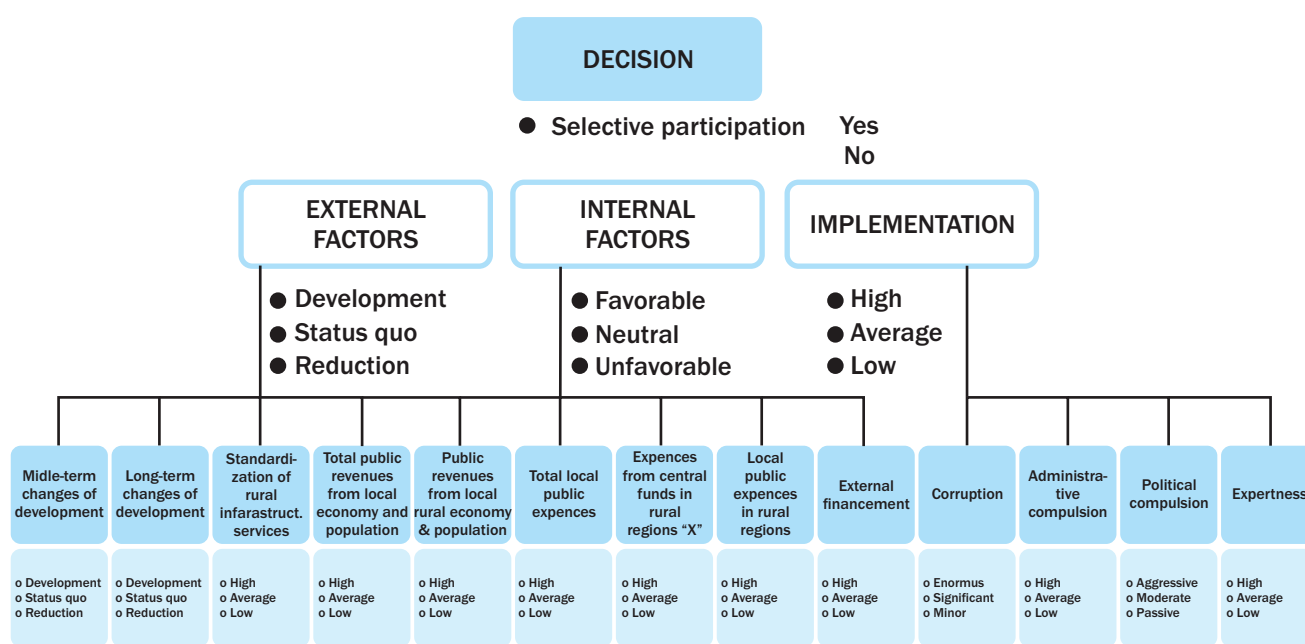 DECISION
● Selective participation Yes
No
EXTERNAL
FACTORS
INTERNAL
FACTORS
IMPLEMENTATION
● Development
● Status quo
● Reduction
● Favorable
● Neutral
● Unfavorable
● High
● Average
● Low
Midle-term
changes of
development
Long-term
changes of
development
Standardi-
zation of
rural
infarastruct.
services
Total public
revenues
from local
economy and
population
Public
revenues
from local
rural economy
& population
Total local
public
expences
Expences
from central
funds in
rural
regions “X”
Local
public
expences
in rural
regions
External
financement
Corruption
Administra-
tive
compulsion
Political
compulsion
Expertness
o Development
o Status quo
o Reduction
o Development
o Status quo
o Reduction
o High
o Average
o Low
o High
o Average
o Low
o High
o Average
o Low
o High
o Average
o Low
o High
o Average
o Low
o High
o Average
o Low
o High
o Average
o Low
o Enormus
o Significant
o Minor
o High
o Average
o Low
o Aggressive
o Moderate
o Passive
o High
o Average
o Low